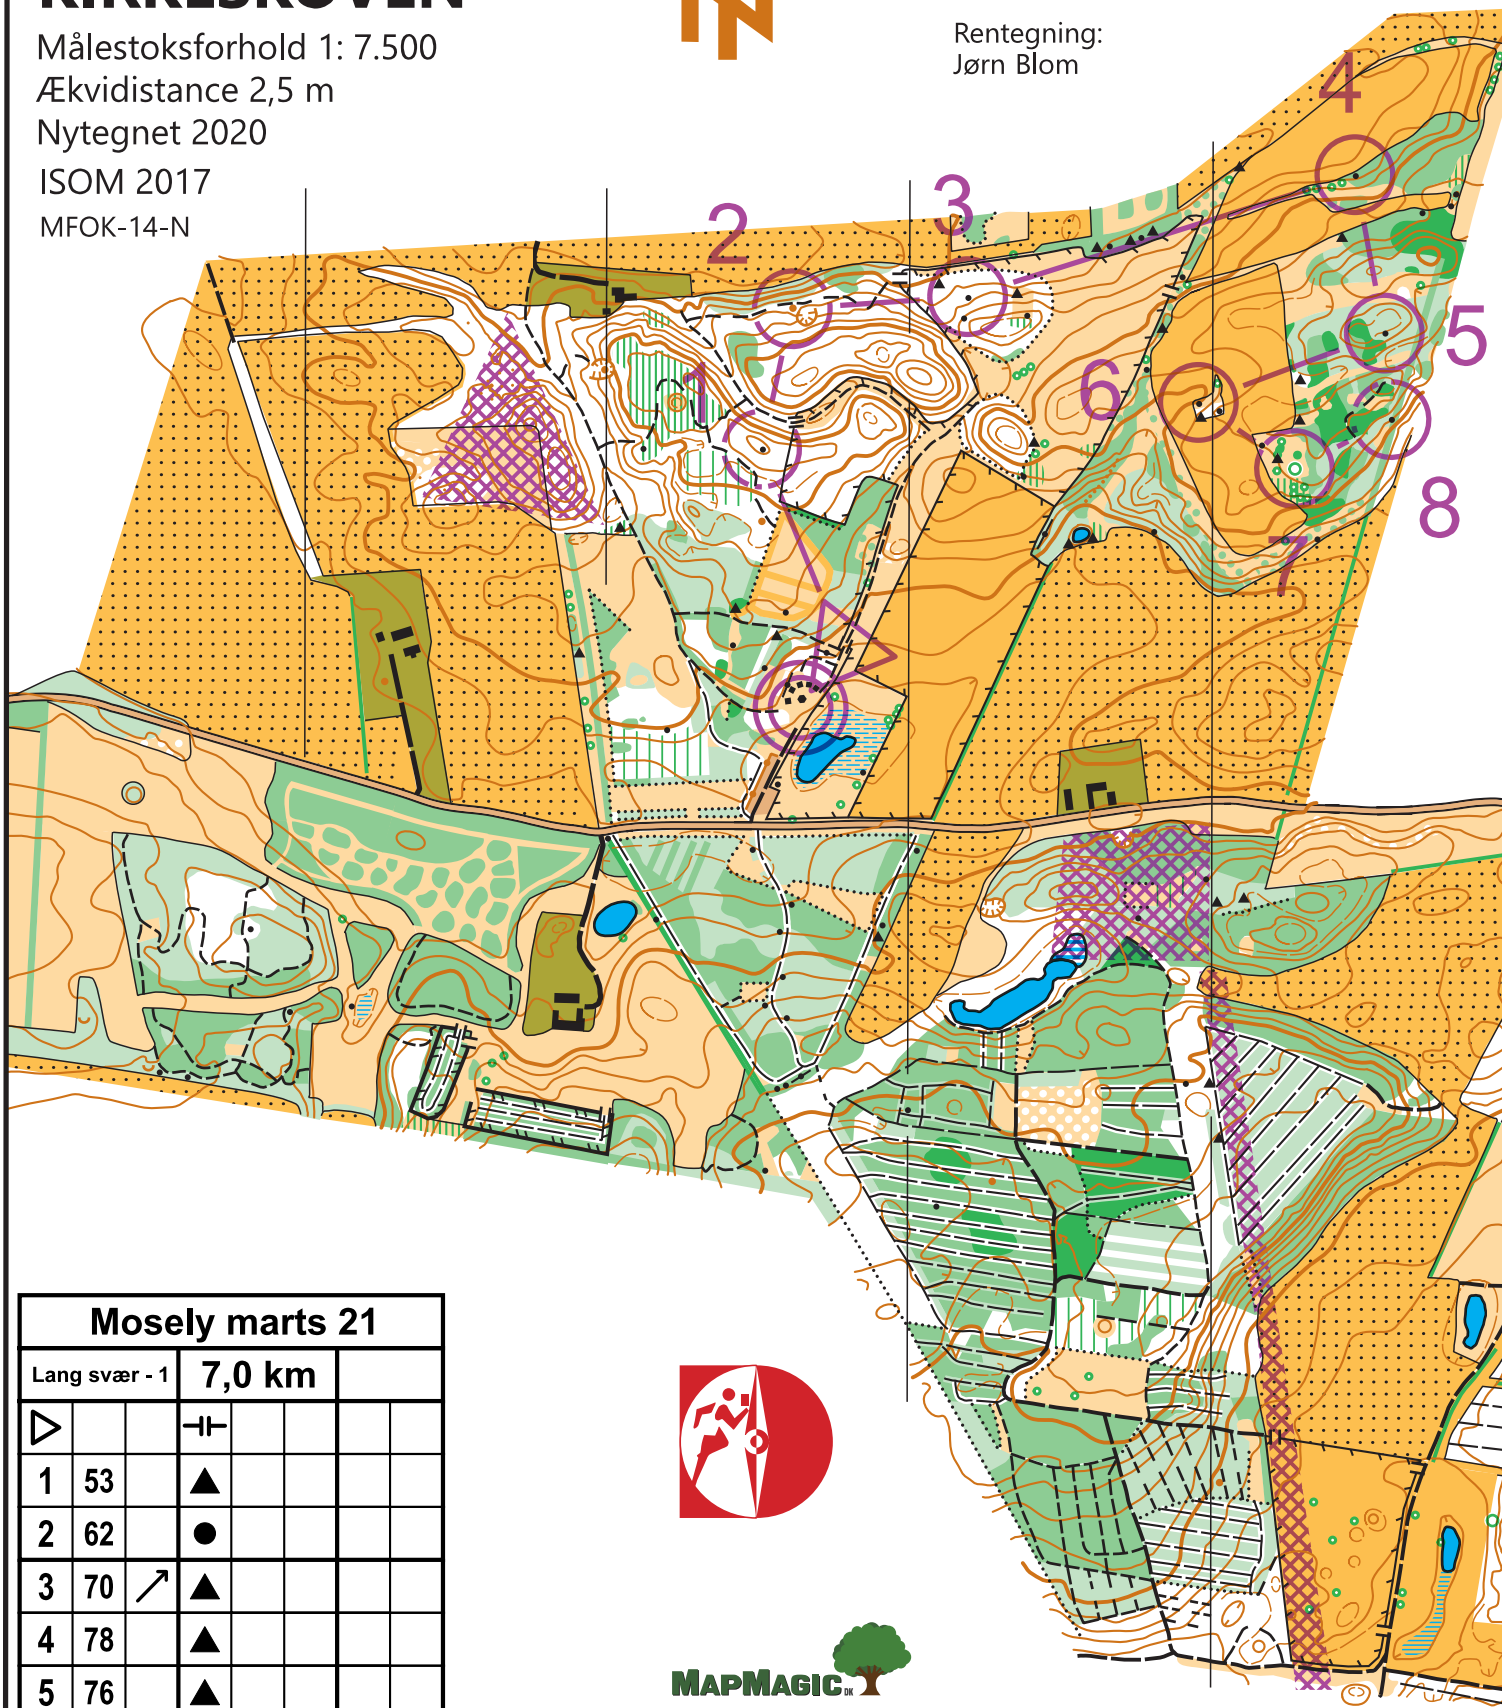 KIRKESKOVEN
Målestoksforhold 1: 7.500
Ækvidistance 2,5 m
Nytegnet 2020
ISOM 2017
MFOK-14-N
Rentegning:
Jørn Blom
4
3
2
5
1
6
8
7
Mosely marts 21
Lang svær - 1 7,0 km
1 53
2 62
3 70
4 78
5 76
MAPMAGIC DK